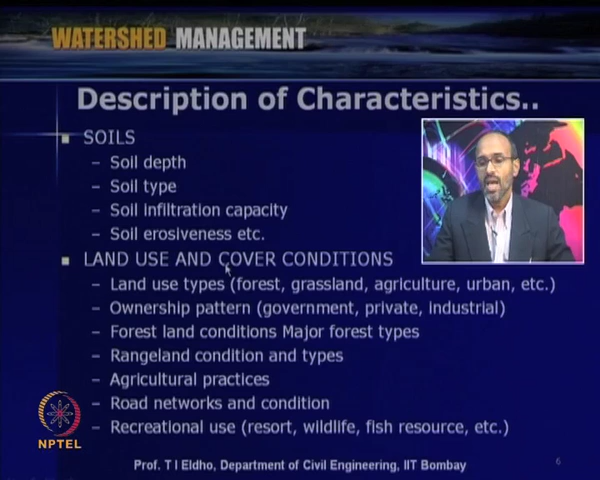 WATERSHED MANAGEMENT
Description of Characteristics..
SOILS
– Soil depth
– Soil type
– Soil infiltration capacity
– Soil erosiveness etc.
LAND USE AND COVER CONDITIONS
– Land use types (forest, grassland, agriculture, urban, etc.)
– Ownership pattern (government, private, industrial)
– Forest land conditions Major forest types
– Rangeland condition and types
– Agricultural practices
– Road networks and condition
– Recreational use (resort, wildlife, fish resource, etc.)
NPTEL
Prof. T I Eldho, Department of Civil Engineering, IIT Bombay
6